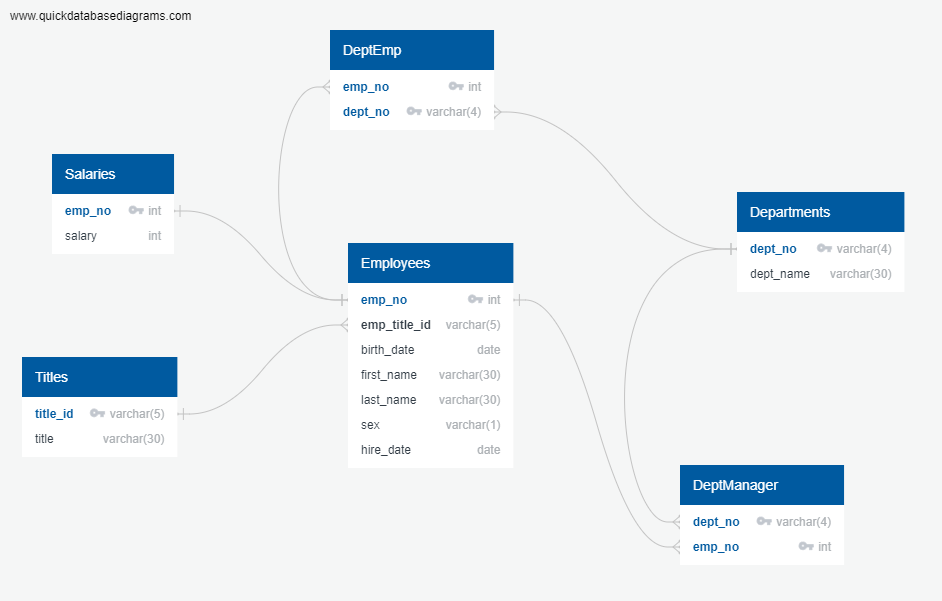 www.quickdatabasediagrams.com
DeptEmp
emp_no int
dept_no varchar(4)
Salaries
emp_no int
salary int
Departments
dept_no varchar(4)
dept_name varchar(30)
Employees
emp_no int
emp_title_id varchar(5)
birth_date date
first_name varchar(30)
last_name varchar(30)
sex varchar(1)
hire_date date
Titles
title_id varchar(5)
title varchar(30)
DeptManager
dept_no varchar(4)
emp_no int